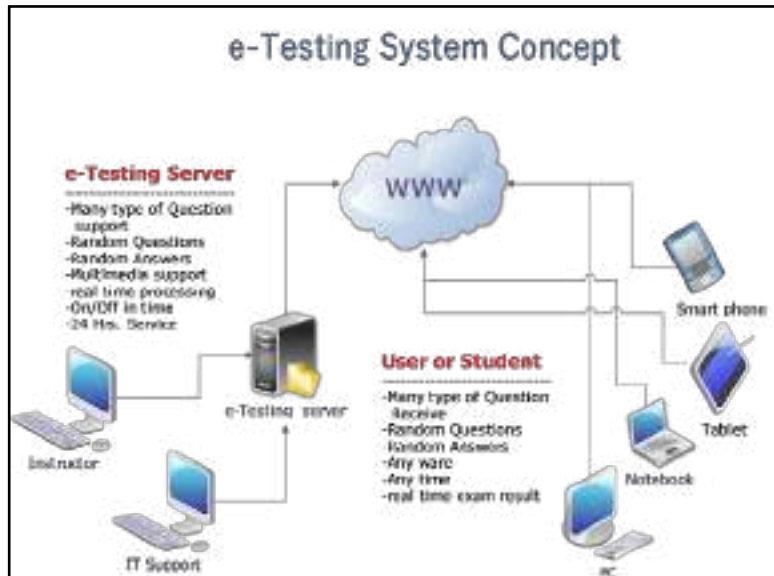 e-Testing System Concept
e-Testing Server
-Many type of Question
support
-Random Questions
-Random Answers
-Multimedia support
-real time processing
-On/Off in time
-24 Hrs. Service
WWW
Smart phone
Tablet
Notebook
PC
e-Testing server
Instructor
IT Support
User or Student
-Many type of Question
Receive
-Random Questions
-Random Answers
-Any ware
-Any time
-real time exam result